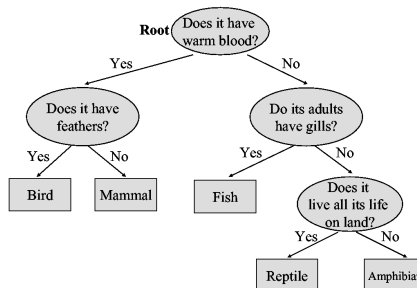 Root
Does it have
warm blood?
Yes
No
Does it have
feathers?
Do its adults
have gills?
Yes
No
Yes
No
Bird
Mammal
Fish
Does it
live all its life
on land?
Yes
No
Reptile
Amphibian